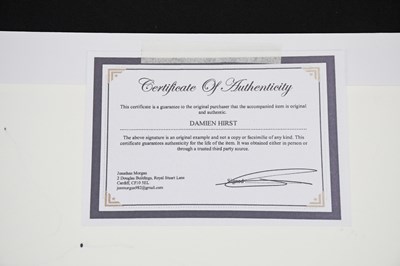 Certificate Of Authenticity
This certificate is a guarantee to the original purchaser that the accompanied item is original
and authentic.
DAMIEN HIRST
The above signature is an original example and not a copy or facsimile of any kind. This
certificate guarantees authenticity for the life of the item. It was obtained either in person or
through a trusted third party source.
Jonathan Morgan
2 Douglas Buildings, Royal Stuart Lane
Cardiff, CF10 5EL
Signed